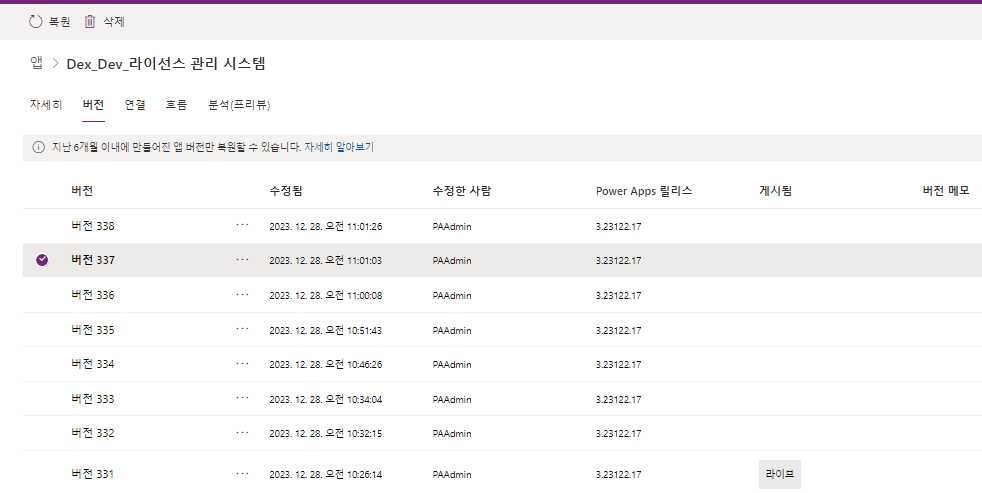 복원 삭제
앱 > Dex_Dev_라이선스 관리 시스템
자세히 버전 연결 흐름 분석(프리뷰)
지난 6개월 이내에 만들어진 앱 버전만 복원할 수 있습니다. 자세히 알아보기
버전 수정됨 수정한 사람 Power Apps 릴리스 게시됨 버전 메모
버전 338 ··· 2023. 12. 28. 오전 11:01:26 PAAdmin 3.23122.17
버전 337 ··· 2023. 12. 28. 오전 11:01:03 PAAdmin 3.23122.17
버전 336 ··· 2023. 12. 28. 오전 11:00:08 PAAdmin 3.23122.17
버전 335 ··· 2023. 12. 28. 오전 10:51:43 PAAdmin 3.23122.17
버전 334 ··· 2023. 12. 28. 오전 10:46:26 PAAdmin 3.23122.17
버전 333 ··· 2023. 12. 28. 오전 10:34:04 PAAdmin 3.23122.17
버전 332 ··· 2023. 12. 28. 오전 10:32:15 PAAdmin 3.23122.17
버전 331 ··· 2023. 12. 28. 오전 10:26:14 PAAdmin 3.23122.17 라이브